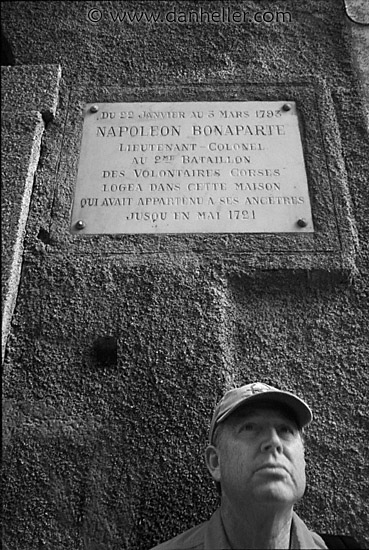 © www.danheller.com
DU 22 JANVIER AU 3 MARS 1793
NAPOLEON BONAPARTE
LIEUTENANT-COLONEL
AU 2ME BATAILLON
DES VOLONTAIRES CORSES
LOGEA DANS CETTE MAISON
QUI AVAIT APPARTENU A SES ANCÊTRES
JUSQU'EN MAI 1721